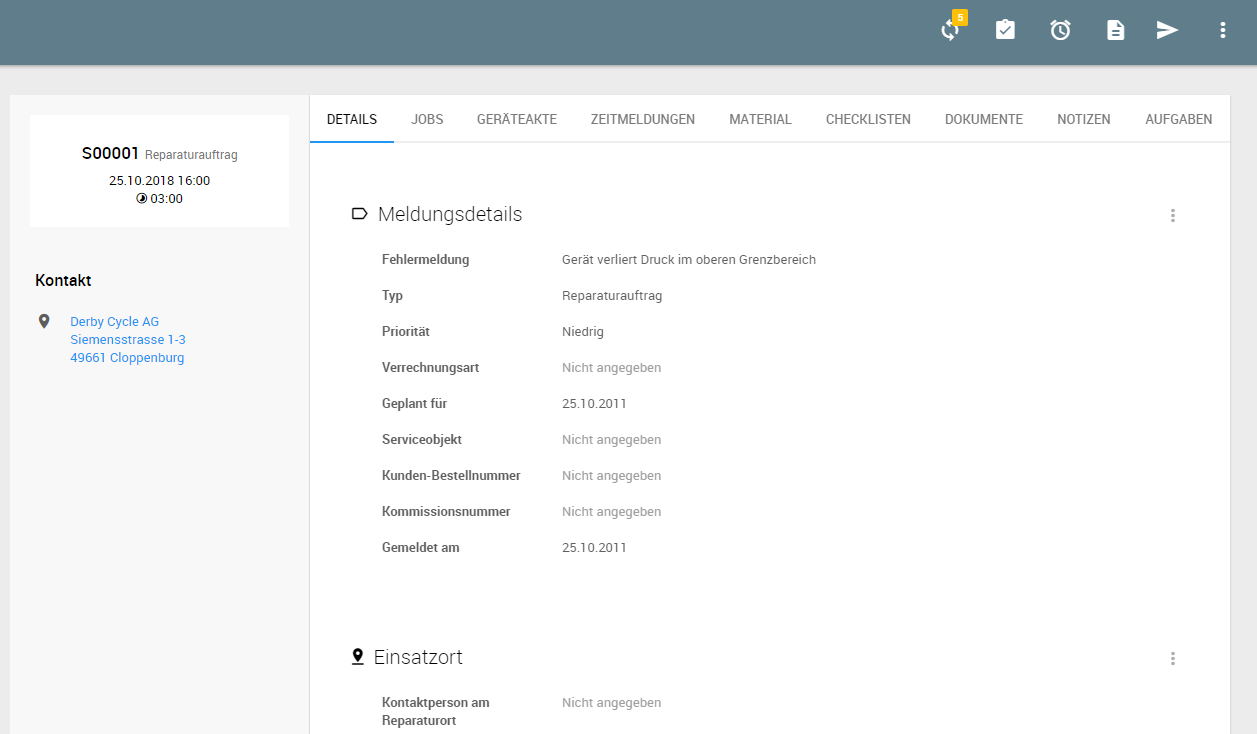 5
S00001 Reparaturauftrag
25.10.2018 16:00
03:00
Kontakt
Derby Cycle AG
Siemensstrasse 1-3
49661 Cloppenburg
DETAILS JOBS GERÄTEAKTE ZEITMELDUNGEN MATERIAL CHECKLISTEN DOKUMENTE NOTIZEN AUFGABEN
Meldungsdetails
Fehlermeldung Gerät verliert Druck im oberen Grenzbereich
Typ Reparaturauftrag
Priorität Niedrig
Verrechnungsart Nicht angegeben
Geplant für 25.10.2011
Serviceobjekt Nicht angegeben
Kunden-Bestellnummer Nicht angegeben
Kommissionsnummer Nicht angegeben
Gemeldet am 25.10.2011
Einsatzort
Kontaktperson am Nicht angegeben
Reparaturort